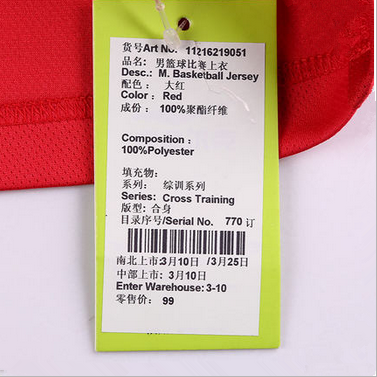 货号Art No. 11216219051
品名: 男篮球比赛上衣
Desc.: M. Basketball Jersey
配色: 大红
Color : Red
成份: 100%聚酯纤维
Composition :
100%Polyester
填充物:
系列: 综训系列
Series: Cross Training
版型: 合身
目录序号/Serial No. 770 订
南北上市:3月10日 /3月25日
中部上市: 3月10日
Enter Warehouse: 3-10
零售价: 99